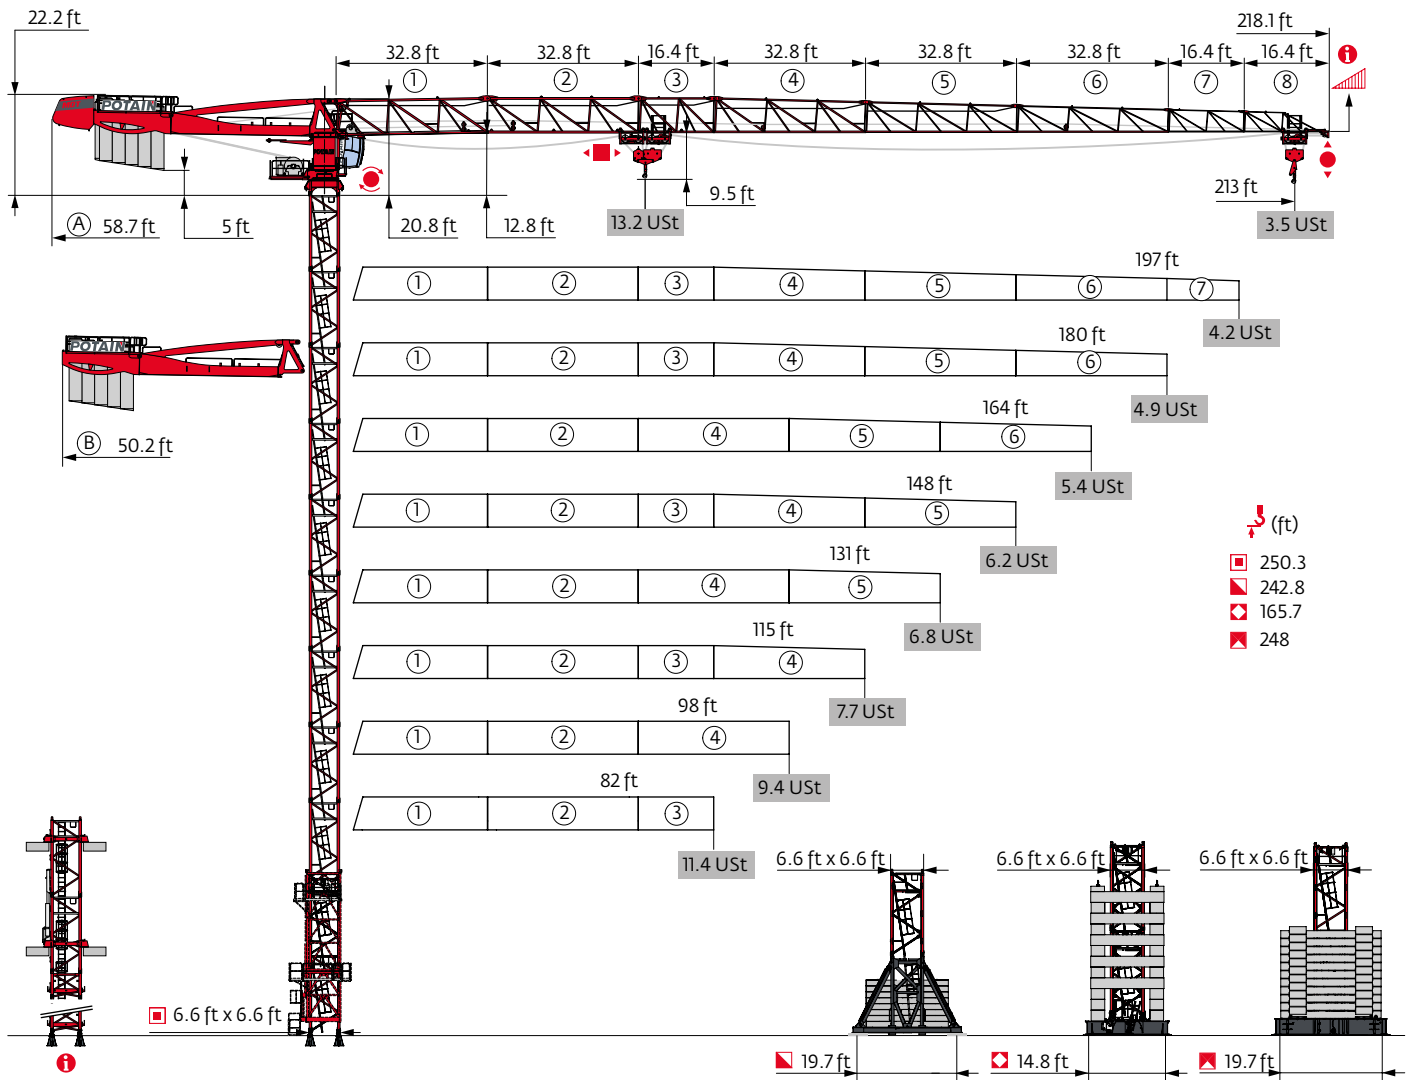 22.2 ft
218.1 ft
32.8 ft 32.8 ft 16.4 ft 32.8 ft 32.8 ft 32.8 ft 16.4 ft 16.4 ft
1 2 3 4 5 6 7 8
i
POTAIN
POTAIN
A 58.7 ft
5 ft
20.8 ft
12.8 ft
9.5 ft
13.2 USt
213 ft
3.5 USt
197 ft
1 2 3 4 5 6 7
4.2 USt
POTAIN
B 50.2 ft
180 ft
1 2 3 4 5 6
4.9 USt
164 ft
1 2 4 5 6
5.4 USt
148 ft
1 2 3 4 5
6.2 USt
131 ft
1 2 4 5
6.8 USt
115 ft
1 2 3 4
7.7 USt
98 ft
1 2 4
9.4 USt
82 ft
1 2 3
11.4 USt
(ft)
250.3
242.8
165.7
248
6.6 ft x 6.6 ft 6.6 ft x 6.6 ft 6.6 ft x 6.6 ft
6.6 ft x 6.6 ft
i
19.7 ft 14.8 ft 19.7 ft